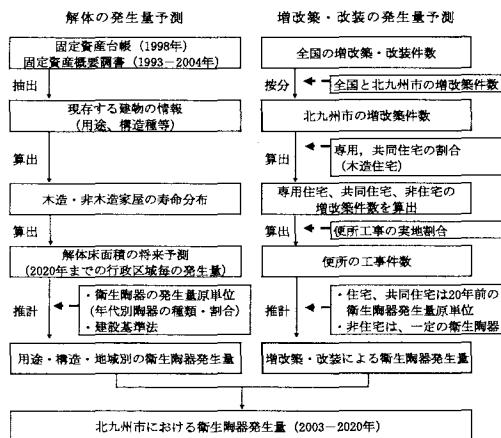 解体の発生量予測
固定資産台帳（1998年）
固定資産概要調書（1993－2004年）
抽出
現存する建物の情報
（用途、構造種等）
算出
木造・非木造家屋の寿命分布
算出
解体床面積の将来予測
（2020年までの行政区域毎の発生量）
推計
・衛生陶器の発生量原単位
（年代別陶器の種類・割合）
・建設基準法
用途・構造・地域別の衛生陶器発生量
増改築・改装の発生量予測
全国の増改築・改装件数
按分
全国と北九州市の増改築件数
北九州市の増改築件数
算出
専用，共同住宅の割合
（木造住宅）
専用住宅、共同住宅、非住宅の
増改築件数を算出
算出
便所工事の実地割合
便所の工事件数
推計
・住宅、共同住宅は20年前の
衛生陶器発生量原単位
・非住宅は、一定の衛生陶器
増改築・改装による衛生陶器発生量
北九州市における衛生陶器発生量（2003－2020年）